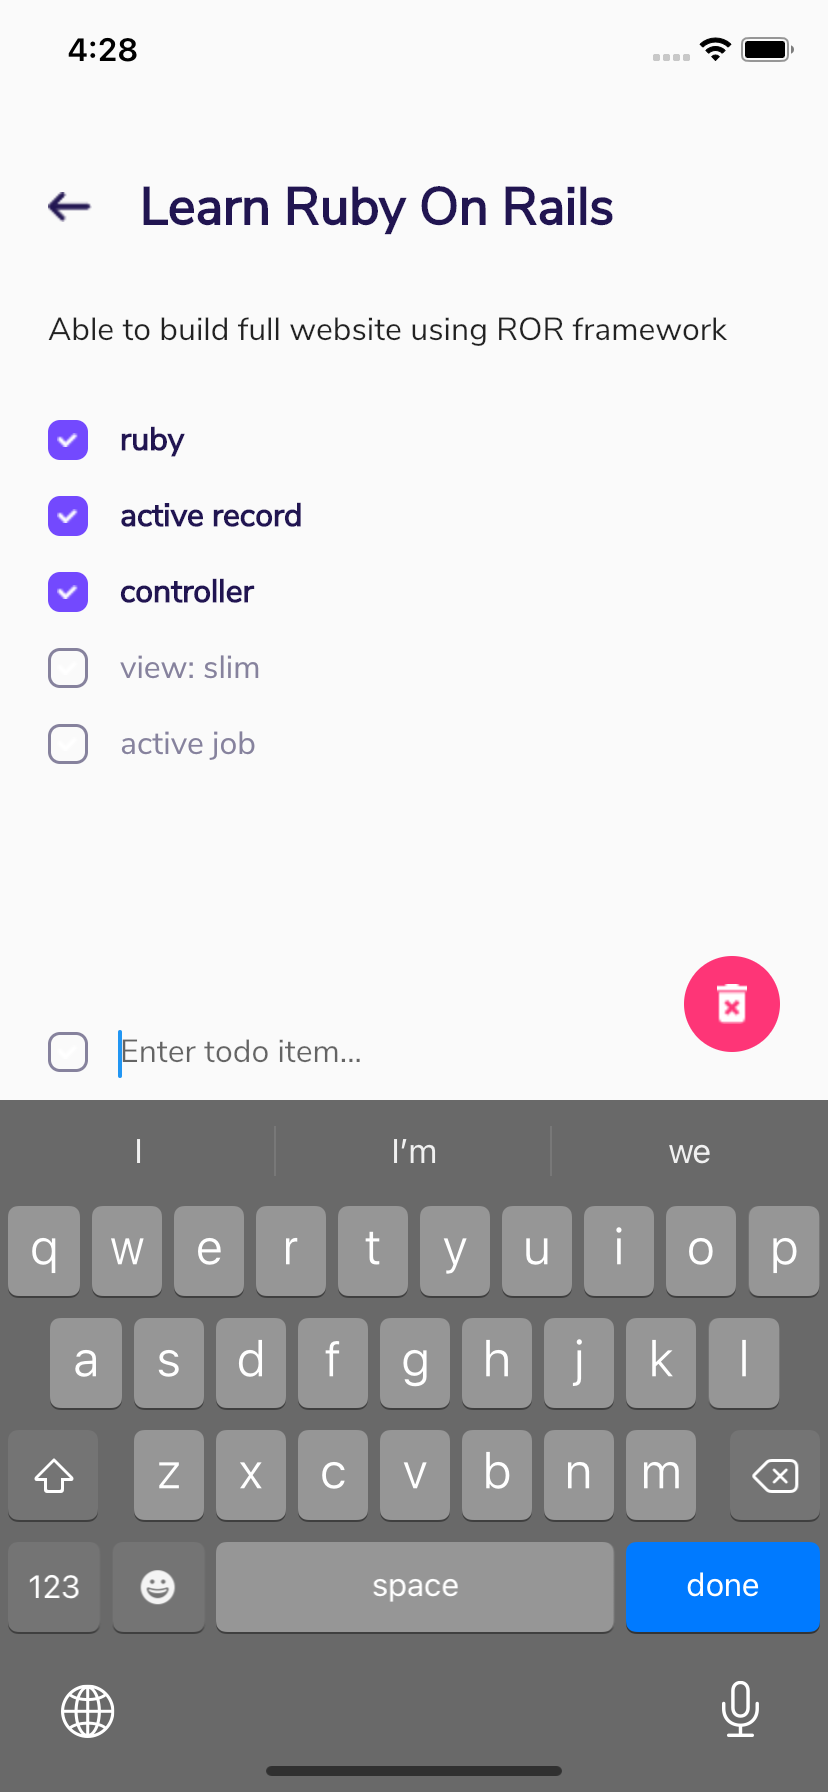 4:28
Learn Ruby On Rails
Able to build full website using ROR framework
ruby
active record
controller
view: slim
active job
Enter todo item...
I I'm we
q w e r t y u i o p
a s d f g h j k l
z x c v b n m
123 space done